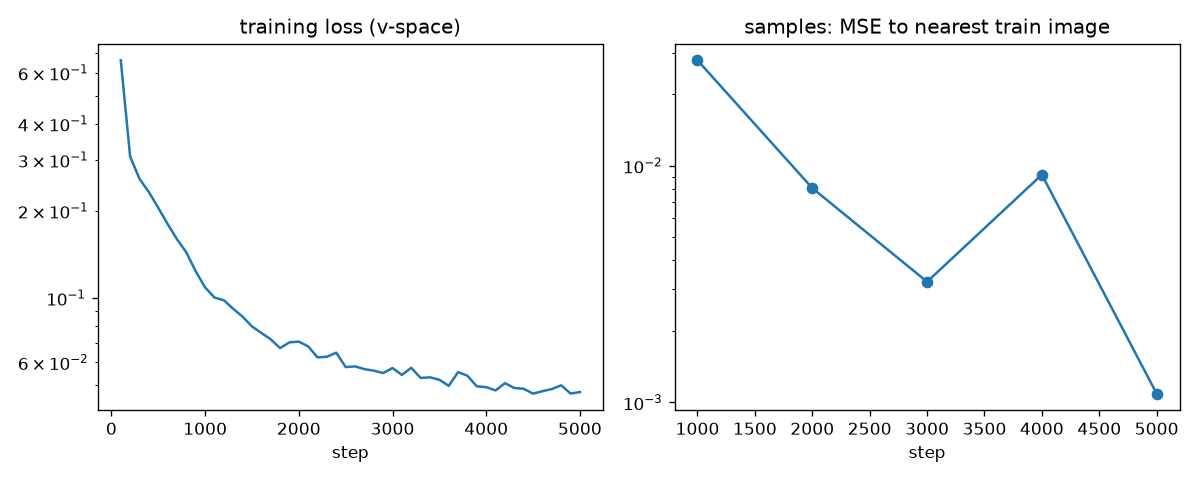 training loss (v-space)
6 × 10⁻¹
4 × 10⁻¹
3 × 10⁻¹
2 × 10⁻¹
10⁻¹
6 × 10⁻²
0 1000 2000 3000 4000 5000
step
samples: MSE to nearest train image
10⁻²
10⁻³
1000 1500 2000 2500 3000 3500 4000 4500 5000
step